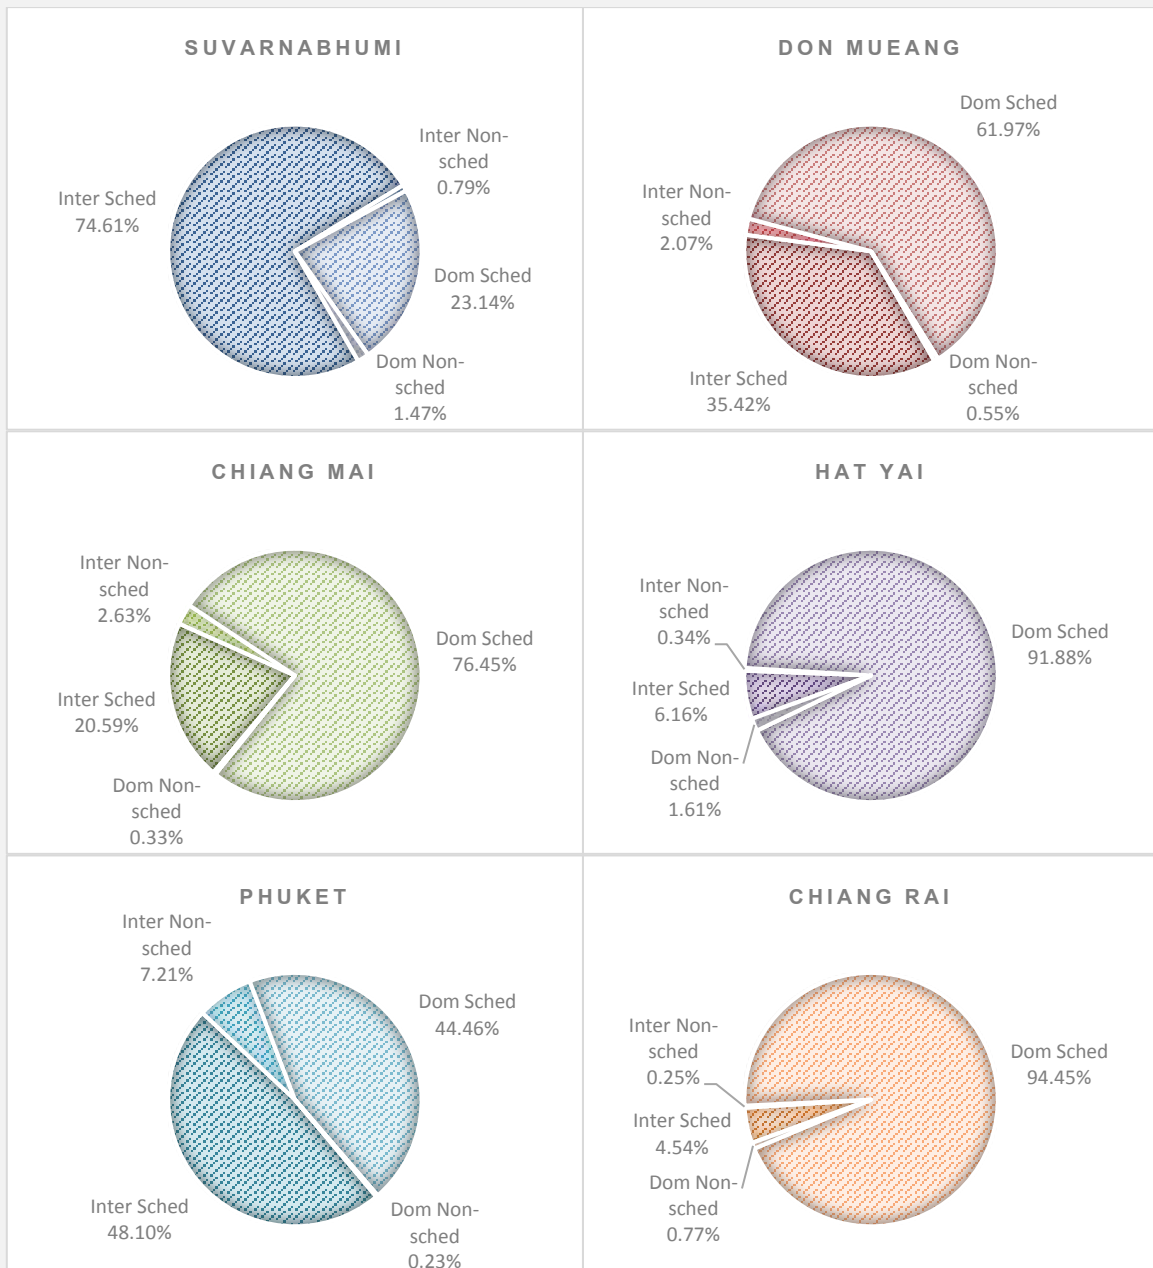 SUVARNABHUMI
Inter Non-
sched
0.79%
Inter Sched
74.61%
Dom Sched
23.14%
Dom Non-
sched
1.47%
DON MUEANG
Dom Sched
61.97%
Inter Non-
sched
2.07%
Inter Sched
35.42%
Dom Non-
sched
0.55%
CHIANG MAI
Inter Non-
sched
2.63%
Dom Sched
76.45%
Inter Sched
20.59%
Dom Non-
sched
0.33%
HAT YAI
Inter Non-
sched
0.34%
Dom Sched
91.88%
Inter Sched
6.16%
Dom Non-
sched
1.61%
PHUKET
Inter Non-
sched
7.21%
Dom Sched
44.46%
Inter Sched
48.10%
Dom Non-
sched
0.23%
CHIANG RAI
Inter Non-
sched
0.25%
Dom Sched
94.45%
Inter Sched
4.54%
Dom Non-
sched
0.77%